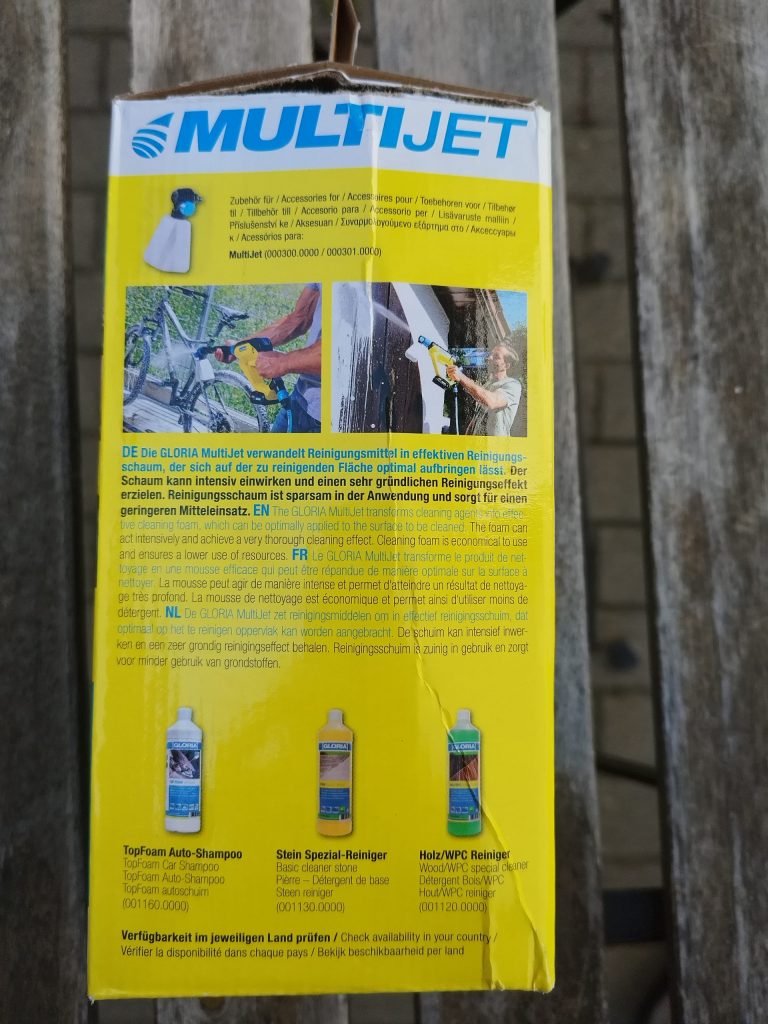 MULTIJET
Zubehör für / Accessories for / Accessoires pour / Toebehoren voor / Tilbehør
til / Tillbehör till / Accesorio para / Accessorio per / Lisävaruste malliin /
Příslušenství ke / Aksesuarı / Συναρμολογούμενο εξάρτημα στο / Аксессуары
к / Acessórios para:
MultiJet (000300.0000 / 000301.0000)
DE Die GLORIA MultiJet verwandelt Reinigungsmittel in effektiven Reinigungs-
schaum, der sich auf der zu reinigenden Fläche optimal aufbringen lässt. Der
Schaum kann intensiv einwirken und einen sehr gründlichen Reinigungseffekt
erzielen. Reinigungsschaum ist sparsam in der Anwendung und sorgt für einen
geringeren Mitteleinsatz. EN The GLORIA MultiJet transforms cleaning agents into effec-
tive cleaning foam, which can be optimally applied to the surface to be cleaned. The foam can
act intensively and achieve a very thorough cleaning effect. Cleaning foam is economical to use
and ensures a lower use of resources. FR Le GLORIA MultiJet transforme le produit de net-
toyage en une mousse efficace qui peut être répandue de manière optimale sur la surface à
nettoyer. La mousse peut agir de manière intense et permet d'atteindre un résultat de nettoya-
ge très profond. La mousse de nettoyage est économique et permet ainsi d'utiliser moins de
détergent. NL De GLORIA MultiJet zet reinigingsmiddelen om in effectief reinigingsschuim, dat
optimaal op het te reinigen oppervlak kan worden aangebracht. De schuim kan intensief inwer-
ken en een zeer grondig reinigingseffect behalen. Reinigingsschuim is zuinig in gebruik en zorgt
voor minder gebruik van grondstoffen.
GLORIA
GLORIA
GLORIA
TopFoam Auto-Shampoo
TopFoam Car Shampoo
TopFoam Auto-Shampoo
TopFoam autoschuim
(001160.0000)
Stein Spezial-Reiniger
Basic cleaner stone
Pièrre – Détergent de base
Steen reiniger
(001130.0000)
Holz/WPC Reiniger
Wood/WPC special cleaner
Détergent Bois/WPC
Hout/WPC reiniger
(001120.0000)
Verfügbarkeit im jeweiligen Land prüfen / Check availability in your country /
Vérifier la disponibilité dans chaque pays / Bekijk beschikbaarheid per land